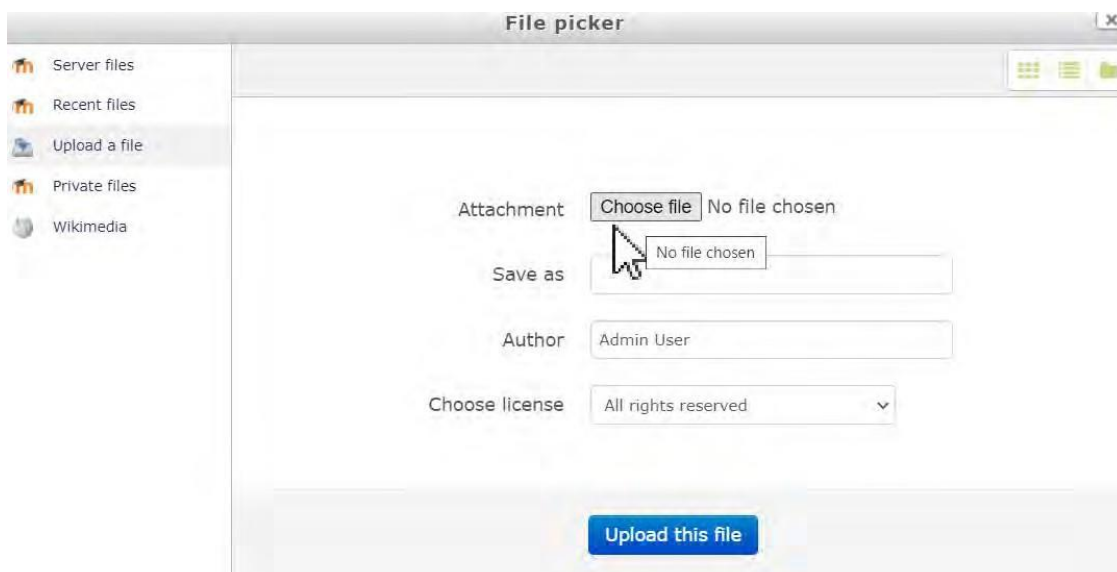 File picker
Server files
Recent files
Upload a file
Private files
Wikimedia
Attachment Choose file No file chosen
No file chosen
Save as
Author Admin User
Choose license All rights reserved
Upload this file